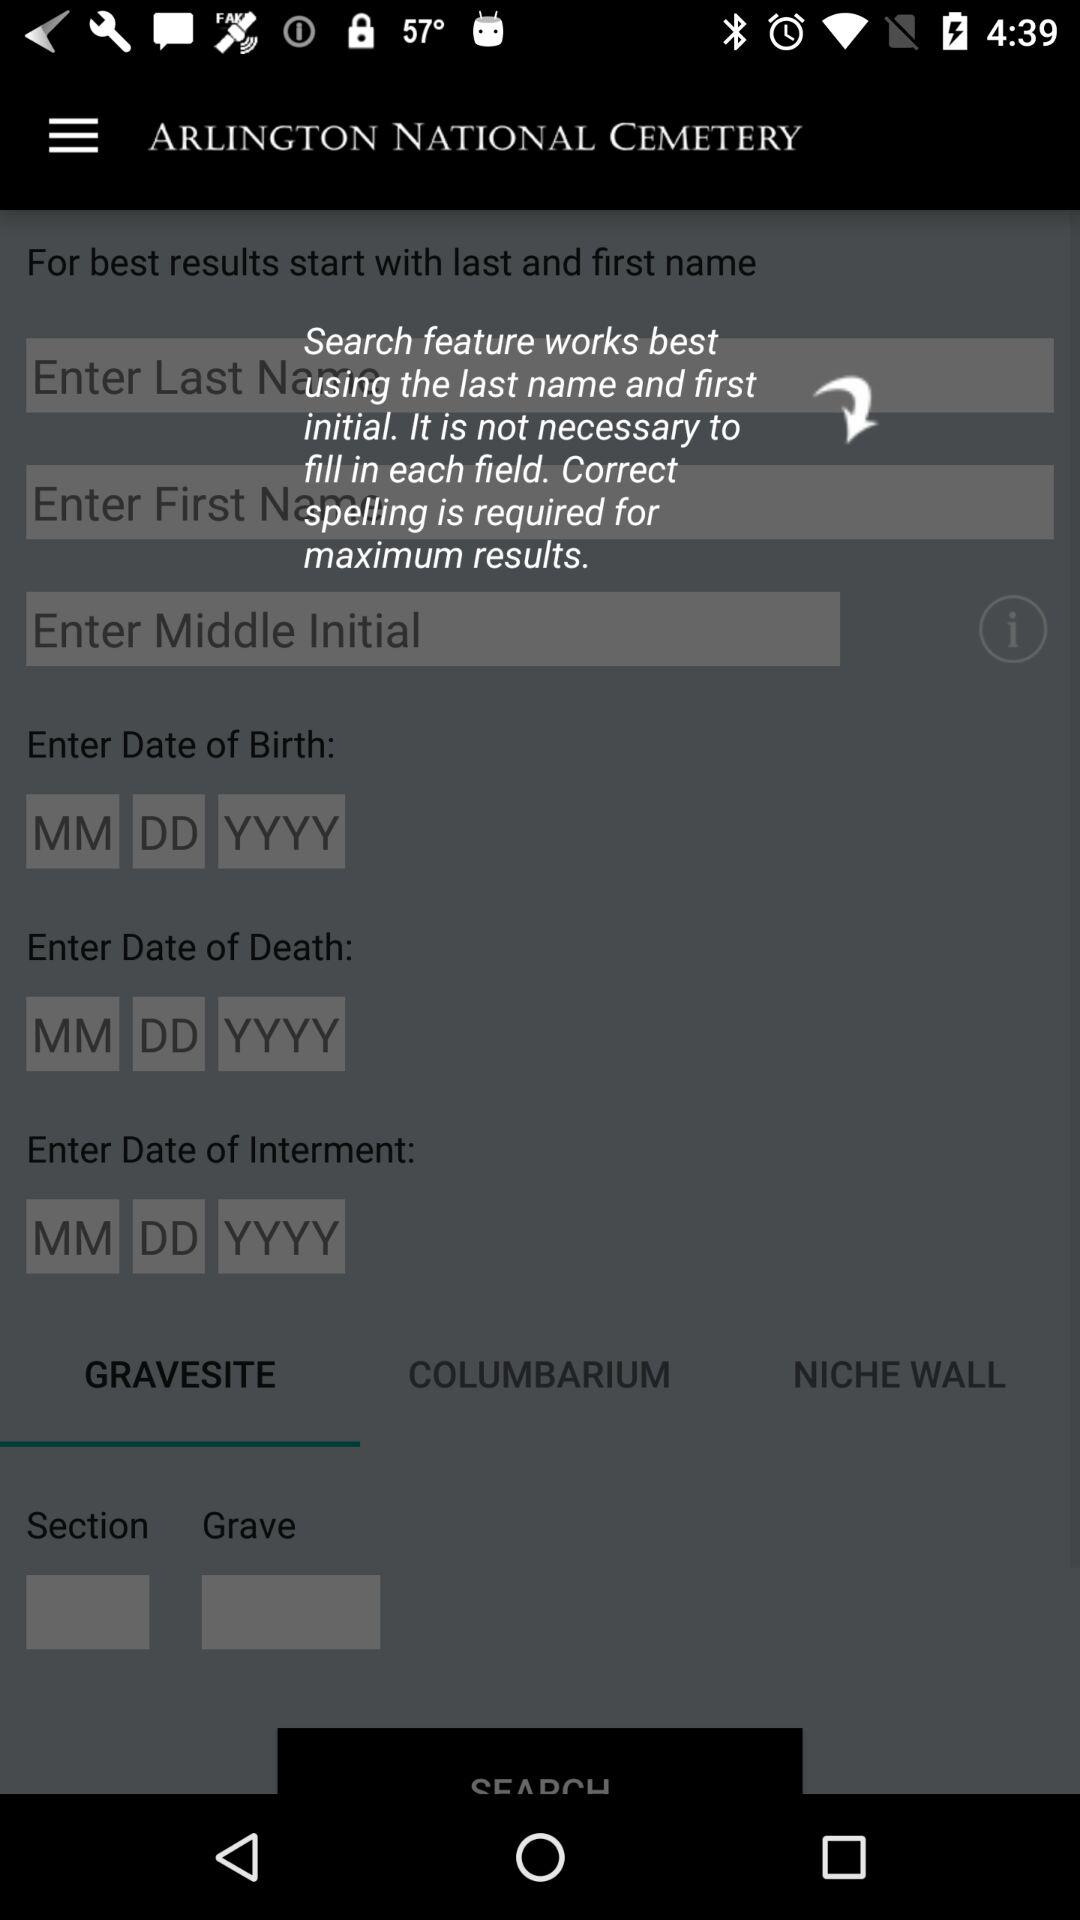 FAKE 57° 4:39
ARLINGTON NATIONAL CEMETERY
For best results start with last and first name
Enter Last Name
Search feature works best
using the last name and first
initial. It is not necessary to
fill in each field. Correct
spelling is required for
maximum results.
Enter First Name
Enter Middle Initial
i
Enter Date of Birth:
MM DD YYYY
Enter Date of Death:
MM DD YYYY
Enter Date of Interment:
MM DD YYYY
GRAVESITE COLUMBARIUM NICHE WALL
Section Grave
SEARCH